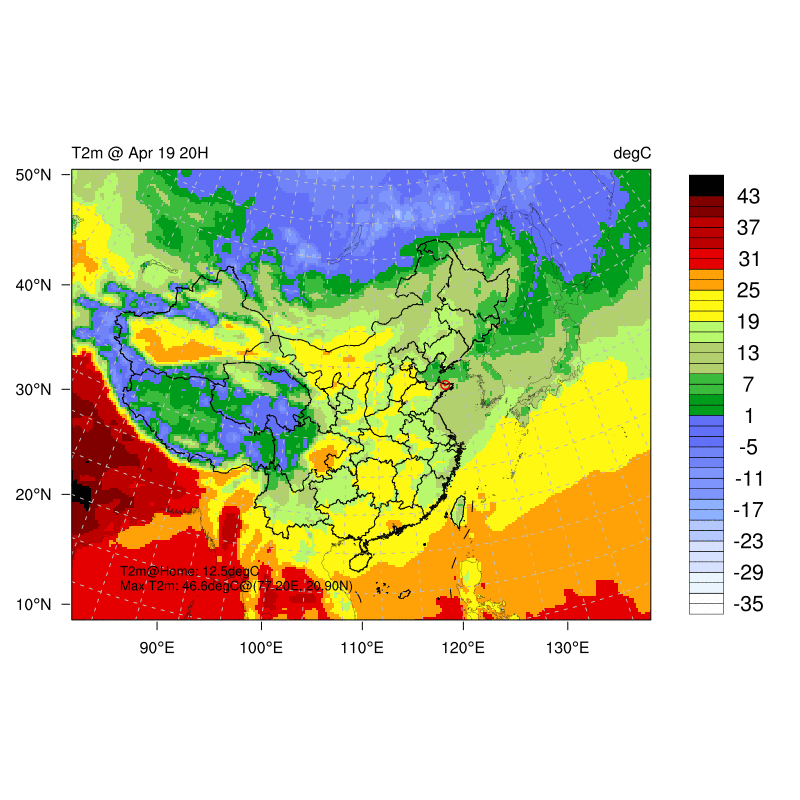 T2m @ Apr 19 20H
degC
50°N
40°N
30°N
20°N
10°N
90°E
100°E
110°E
120°E
130°E
T2m@Home: 12.5degC
Max T2m: 46.5degC@(77.20E, 20.90N)
43
37
31
25
19
13
7
1
-5
-11
-17
-23
-29
-35